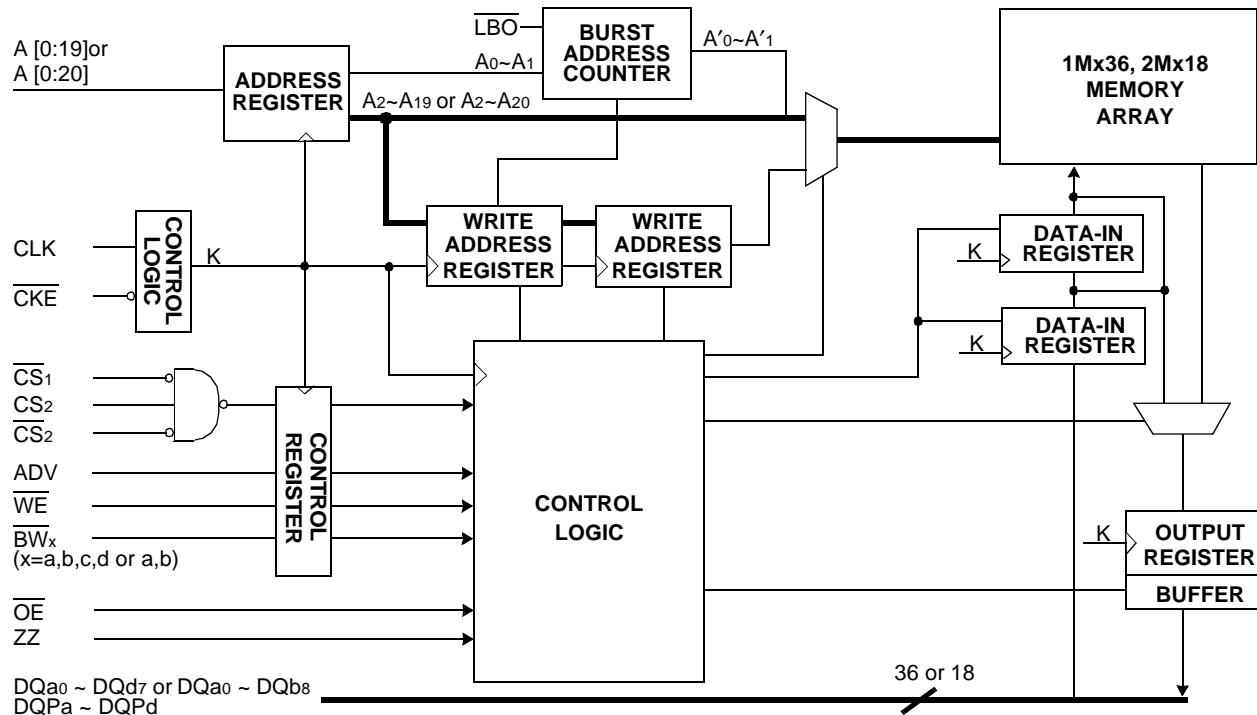 LBO
BURST
ADDRESS
COUNTER
A′0~A′1
A [0:19]or
A [0:20]
ADDRESS
REGISTER
A0~A1
A2~A19 or A2~A20
1Mx36, 2Mx18
MEMORY
ARRAY
WRITE
ADDRESS
REGISTER
WRITE
ADDRESS
REGISTER
DATA-IN
REGISTER
K
DATA-IN
REGISTER
K
CLK
CKE
CONTROL
LOGIC
K
CS1
CS2
CS2
ADV
WE
BWx
(x=a,b,c,d or a,b)
CONTROL
REGISTER
CONTROL
LOGIC
K
OUTPUT
REGISTER
BUFFER
OE
ZZ
DQa0 ~ DQd7 or DQa0 ~ DQb8
DQPa ~ DQPd
36 or 18